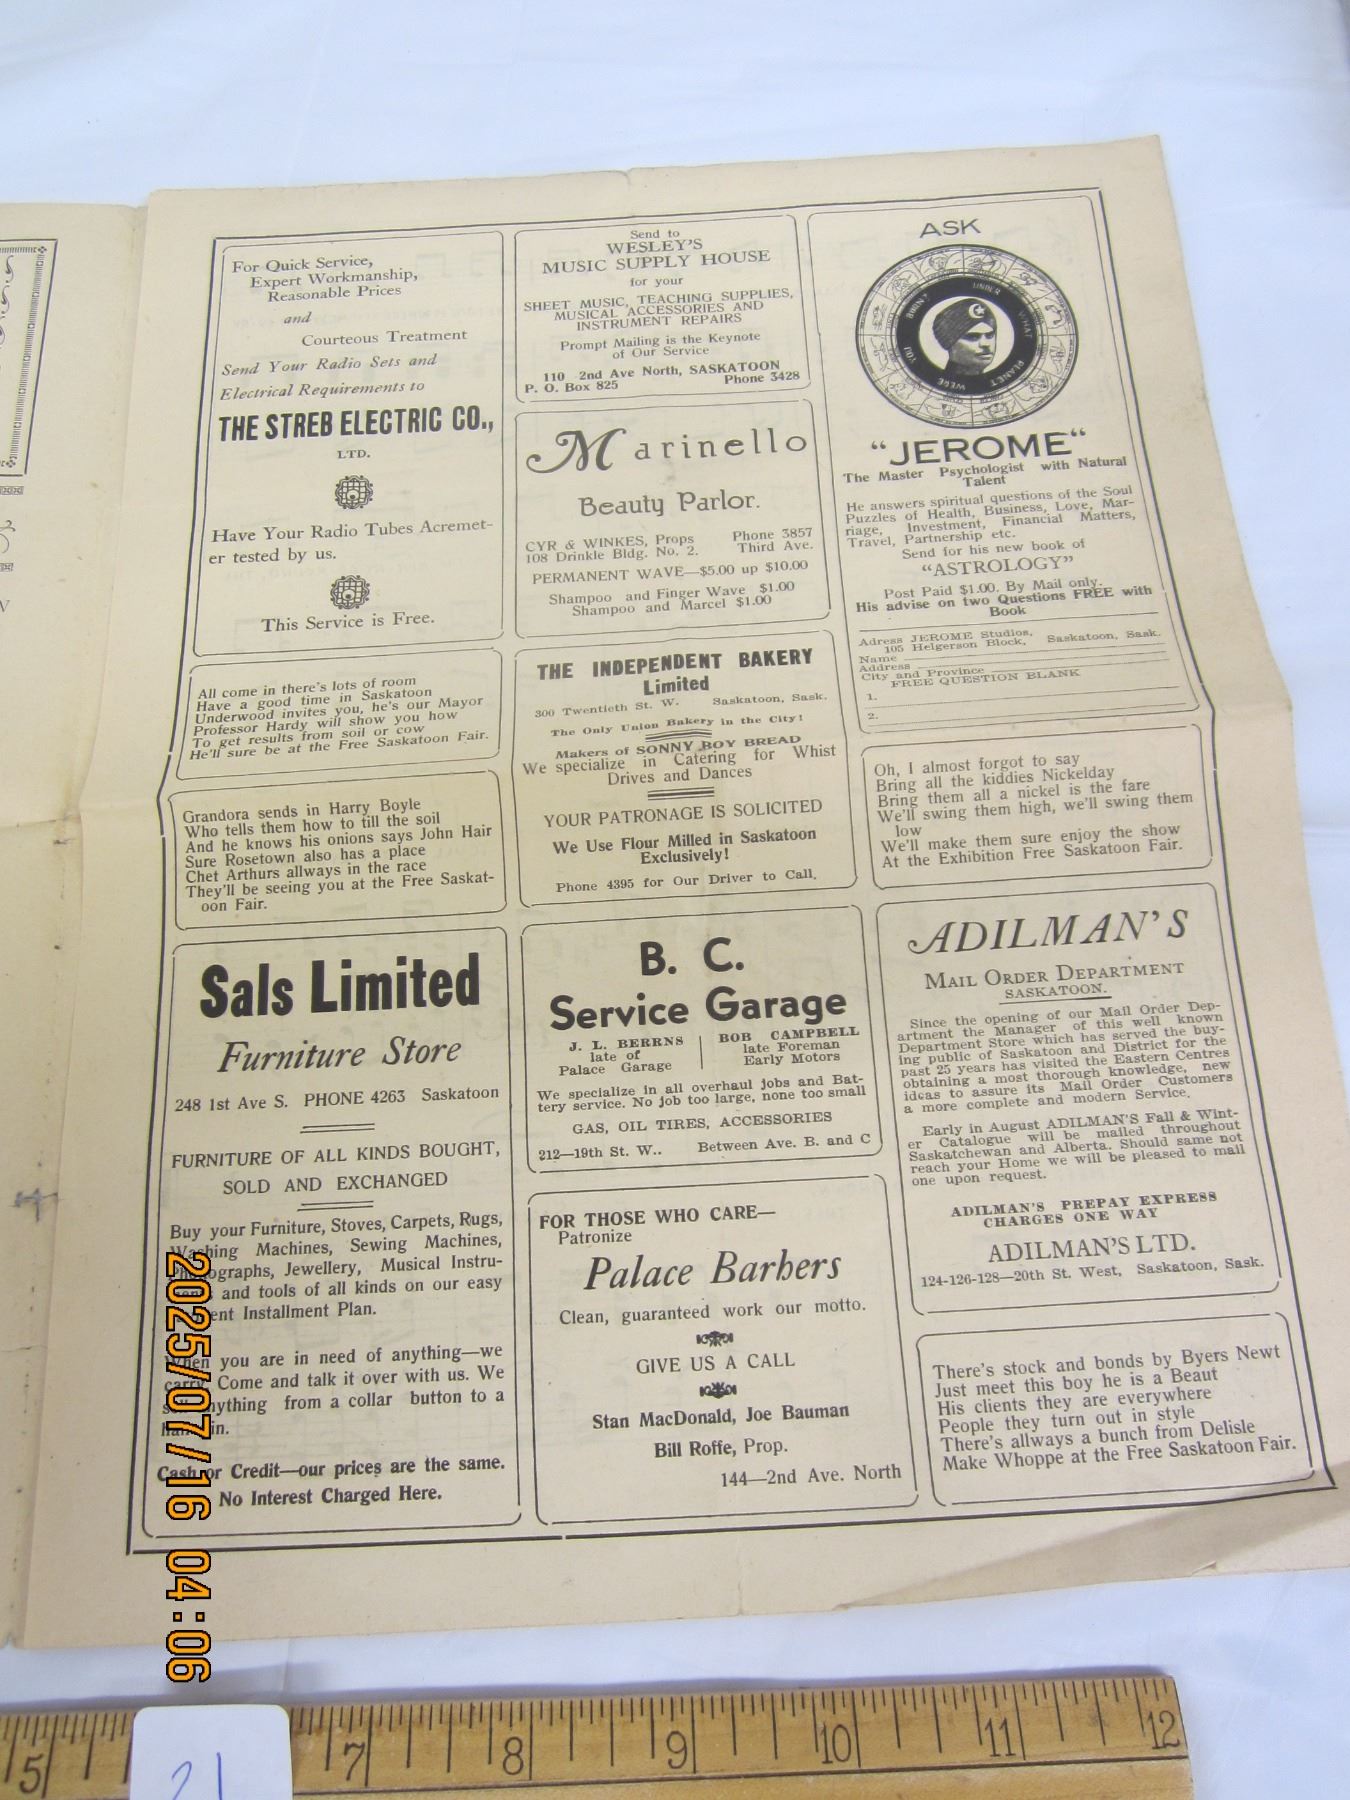 For Quick Service,
Expert Workmanship,
Reasonable Prices
and
Courteous Treatment
Send Your Radio Sets and
Electrical Requirements to
THE STREB ELECTRIC CO.,
LTD.
Have Your Radio Tubes Acremet-
er tested by us.
This Service is Free.
All come in there's lots of room
Have a good time in Saskatoon
Underwood invites you, he's our Mayor
Professor Hardy will show you how
To get results from soil or cow
He'll sure be at the Free Saskatoon Fair.
Grandora sends in Harry Boyle
Who tells them how to till the soil
And he knows his onions says John Hair
Sure Rosetown also has a place
Chet Arthurs allways in the race
They'll be seeing you at the Free Saskat-
oon Fair.
Sals Limited
Furniture Store
248 1st Ave S. PHONE 4263 Saskatoon
FURNITURE OF ALL KINDS BOUGHT,
SOLD AND EXCHANGED
Buy your Furniture, Stoves, Carpets, Rugs,
Washing Machines, Sewing Machines,
Phonographs, Jewellery, Musical Instru-
and tools of all kinds on our easy
Installment Plan.
When you are in need of anything—we
carry. Come and talk it over with us. We
anything from a collar button to a
Cash or Credit—our prices are the same.
No Interest Charged Here.
Send to
WESLEY'S
MUSIC SUPPLY HOUSE
for your
SHEET MUSIC, TEACHING SUPPLIES,
MUSICAL ACCESSORIES AND
INSTRUMENT REPAIRS
Prompt Mailing is the Keynote
of Our Service
110 2nd Ave North, SASKATOON
P. O. Box 825 Phone 3428
Marinello
Beauty Parlor.
CYR & WINKES, Props Phone 3857
108 Drinkle Bldg. No. 2. Third Ave.
PERMANENT WAVE—$5.00 up $10.00
Shampoo and Finger Wave $1.00
Shampoo and Marcel $1.00
THE INDEPENDENT BAKERY
Limited
300 Twentieth St. W. Saskatoon, Sask.
The Only Union Bakery in the City!
Makers of SONNY BOY BREAD
We specialize in Catering for Whist
Drives and Dances
YOUR PATRONAGE IS SOLICITED
We Use Flour Milled in Saskatoon
Exclusively!
Phone 4395 for Our Driver to Call.
B. C.
Service Garage
J. L. BERRNS
late of
Palace Garage
BOB CAMPBELL
late Foreman
Early Motors
We specialize in all overhaul jobs and Bat-
tery service. No job too large, none too small
GAS, OIL TIRES, ACCESSORIES
212—19th St. W.. Between Ave. B. and C
FOR THOSE WHO CARE—
Patronize
Palace Barbers
Clean, guaranteed work our motto.
GIVE US A CALL
Stan MacDonald, Joe Bauman
Bill Roffe, Prop.
144—2nd Ave. North
ASK
UNDER WHAT PLANET WERE YOU BORN?
"JEROME"
The Master Psychologist with Natural
Talent
He answers spiritual questions of the Soul
Puzzles of Health, Business, Love, Mar-
riage, Investment, Financial Matters,
Travel, Partnership etc.
Send for his new book of
"ASTROLOGY"
Post Paid $1.00. By Mail only.
His advise on two Questions FREE with
Book
Adress JEROME Studios,
105 Helgerson Block, Saskatoon, Sask.
Name
Address
City and Province
FREE QUESTION BLANK
1.
2.
Oh, I almost forgot to say
Bring all the kiddies Nickelday
Bring them all a nickel is the fare
We'll swing them high, we'll swing them
low
We'll make them sure enjoy the show
At the Exhibition Free Saskatoon Fair.
ADILMAN'S
MAIL ORDER DEPARTMENT
SASKATOON.
Since the opening of our Mail Order Dep-
artment the Manager of this well known
Department Store which has served the buy-
ing public of Saskatoon and District for the
past 25 years has visited the Eastern Centres
obtaining a most thorough knowledge, new
ideas to assure its Mail Order Customers
a more complete and modern Service.
Early in August ADILMAN'S Fall & Wint-
er Catalogue will be mailed throughout
Saskatchewan and Alberta. Should same not
reach your Home we will be pleased to mail
one upon request.
ADILMAN'S PREPAY EXPRESS
CHARGES ONE WAY
ADILMAN'S LTD.
124-126-128—20th St. West, Saskatoon, Sask.
There's stock and bonds by Byers Newt
Just meet this boy he is a Beaut
His clients they are everywhere
People they turn out in style
There's allways a bunch from Delisle
Make Whoppe at the Free Saskatoon Fair.
2025/07/16 04:06
5 7 8 9 10 11 12
21